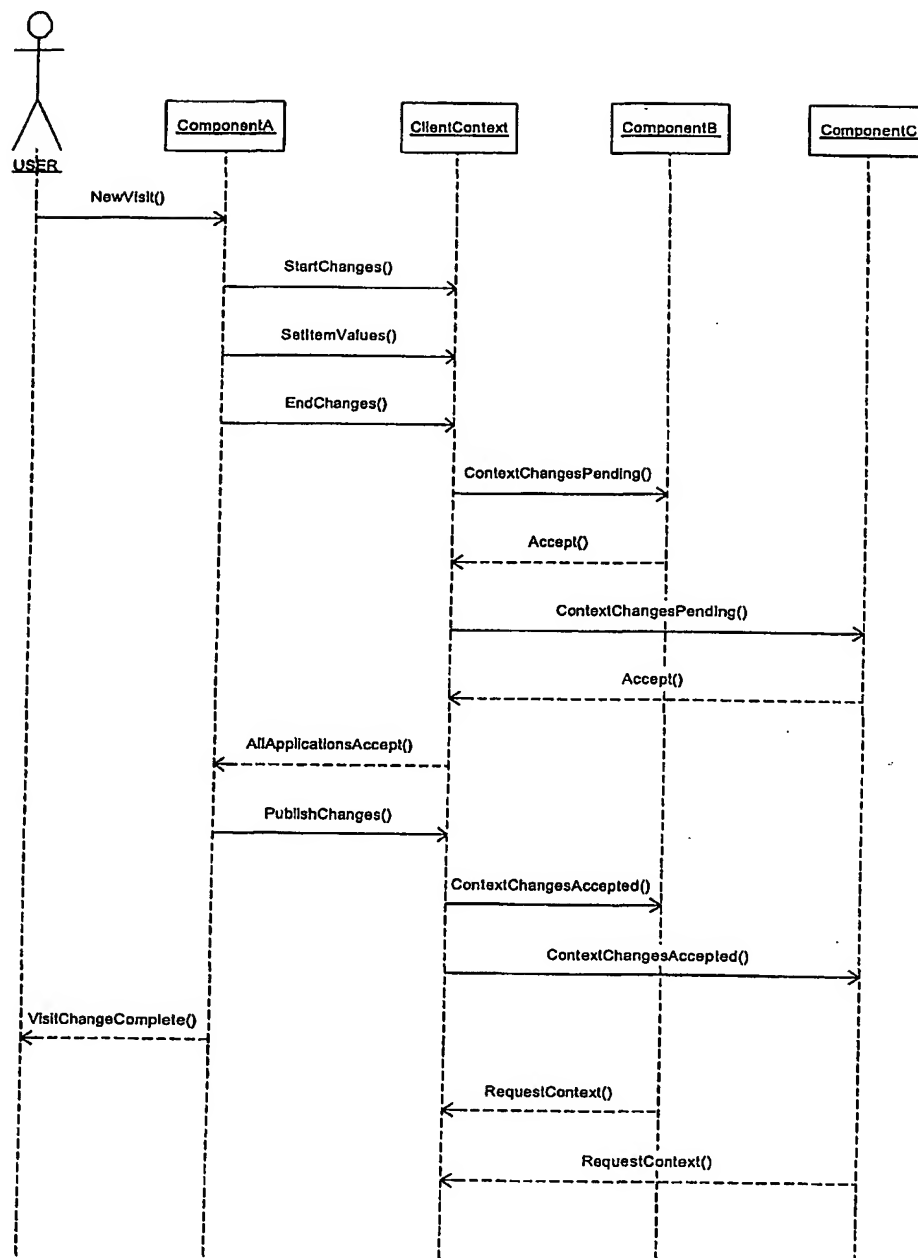 ComponentA
ClientContext
ComponentB
ComponentC
USER
NewVisit()
StartChanges()
SetItemValues()
EndChanges()
ContextChangesPending()
Accept()
ContextChangesPending()
Accept()
AllApplicationsAccept()
PublishChanges()
ContextChangesAccepted()
ContextChangesAccepted()
VisitChangeComplete()
RequestContext()
RequestContext()